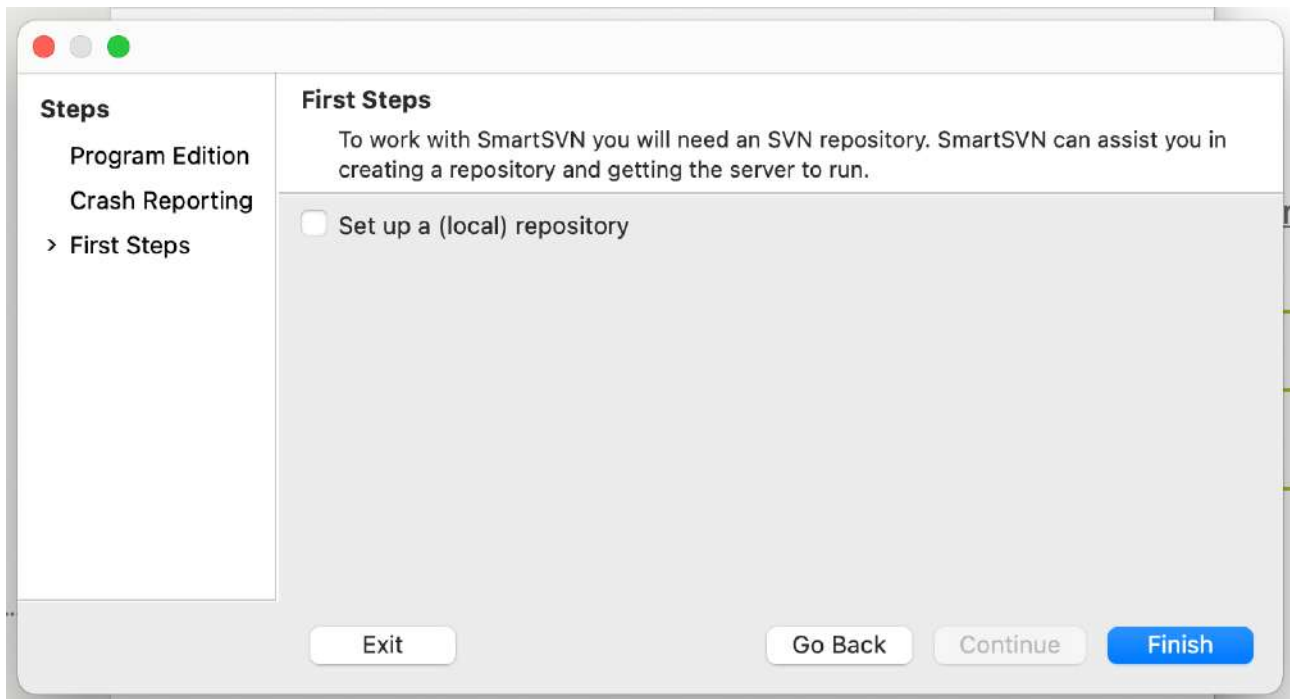 Steps
Program Edition
Crash Reporting
> First Steps
First Steps
To work with SmartSVN you will need an SVN repository. SmartSVN can assist you in
creating a repository and getting the server to run.
Set up a (local) repository
Exit
Go Back
Continue
Finish